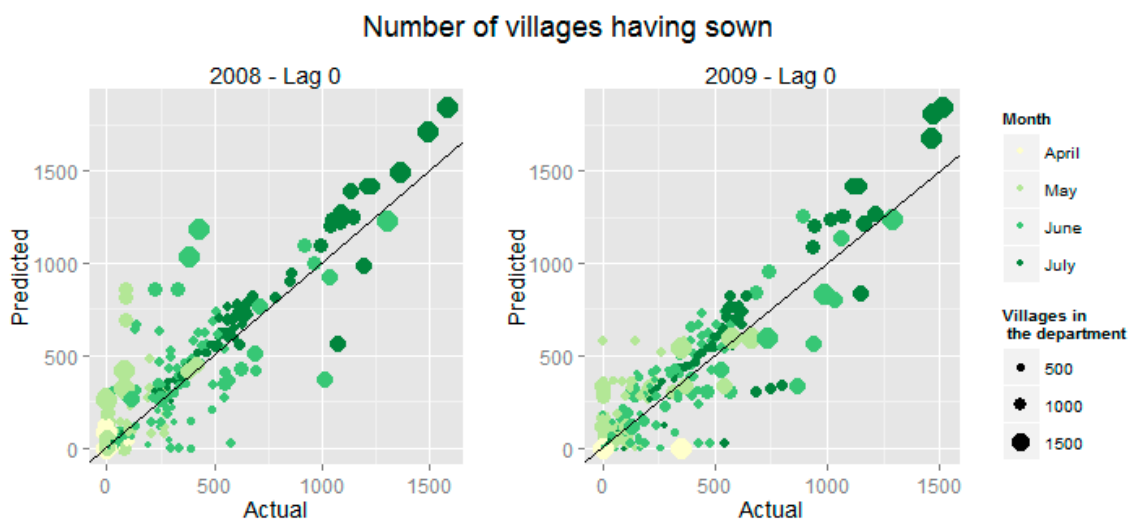 Number of villages having sown
2008 - Lag 0
2009 - Lag 0
Predicted
1500
1000
500
0
0
500
1000
1500
Actual
Predicted
1500
1000
500
0
0
500
1000
1500
Actual
Month
April
May
June
July
Villages in
the department
500
1000
1500